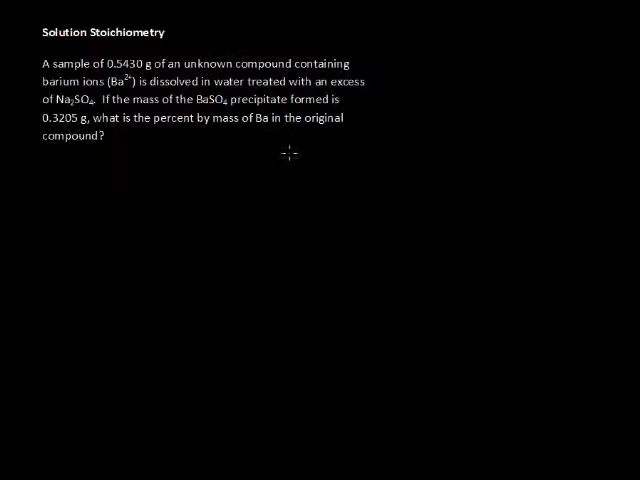 Solution Stoichiometry
A sample of 0.5430 g of an unknown compound containing
barium ions (Ba²⁺) is dissolved in water treated with an excess
of Na₂SO₄. If the mass of the BaSO₄ precipitate formed is
0.3205 g, what is the percent by mass of Ba in the original
compound?